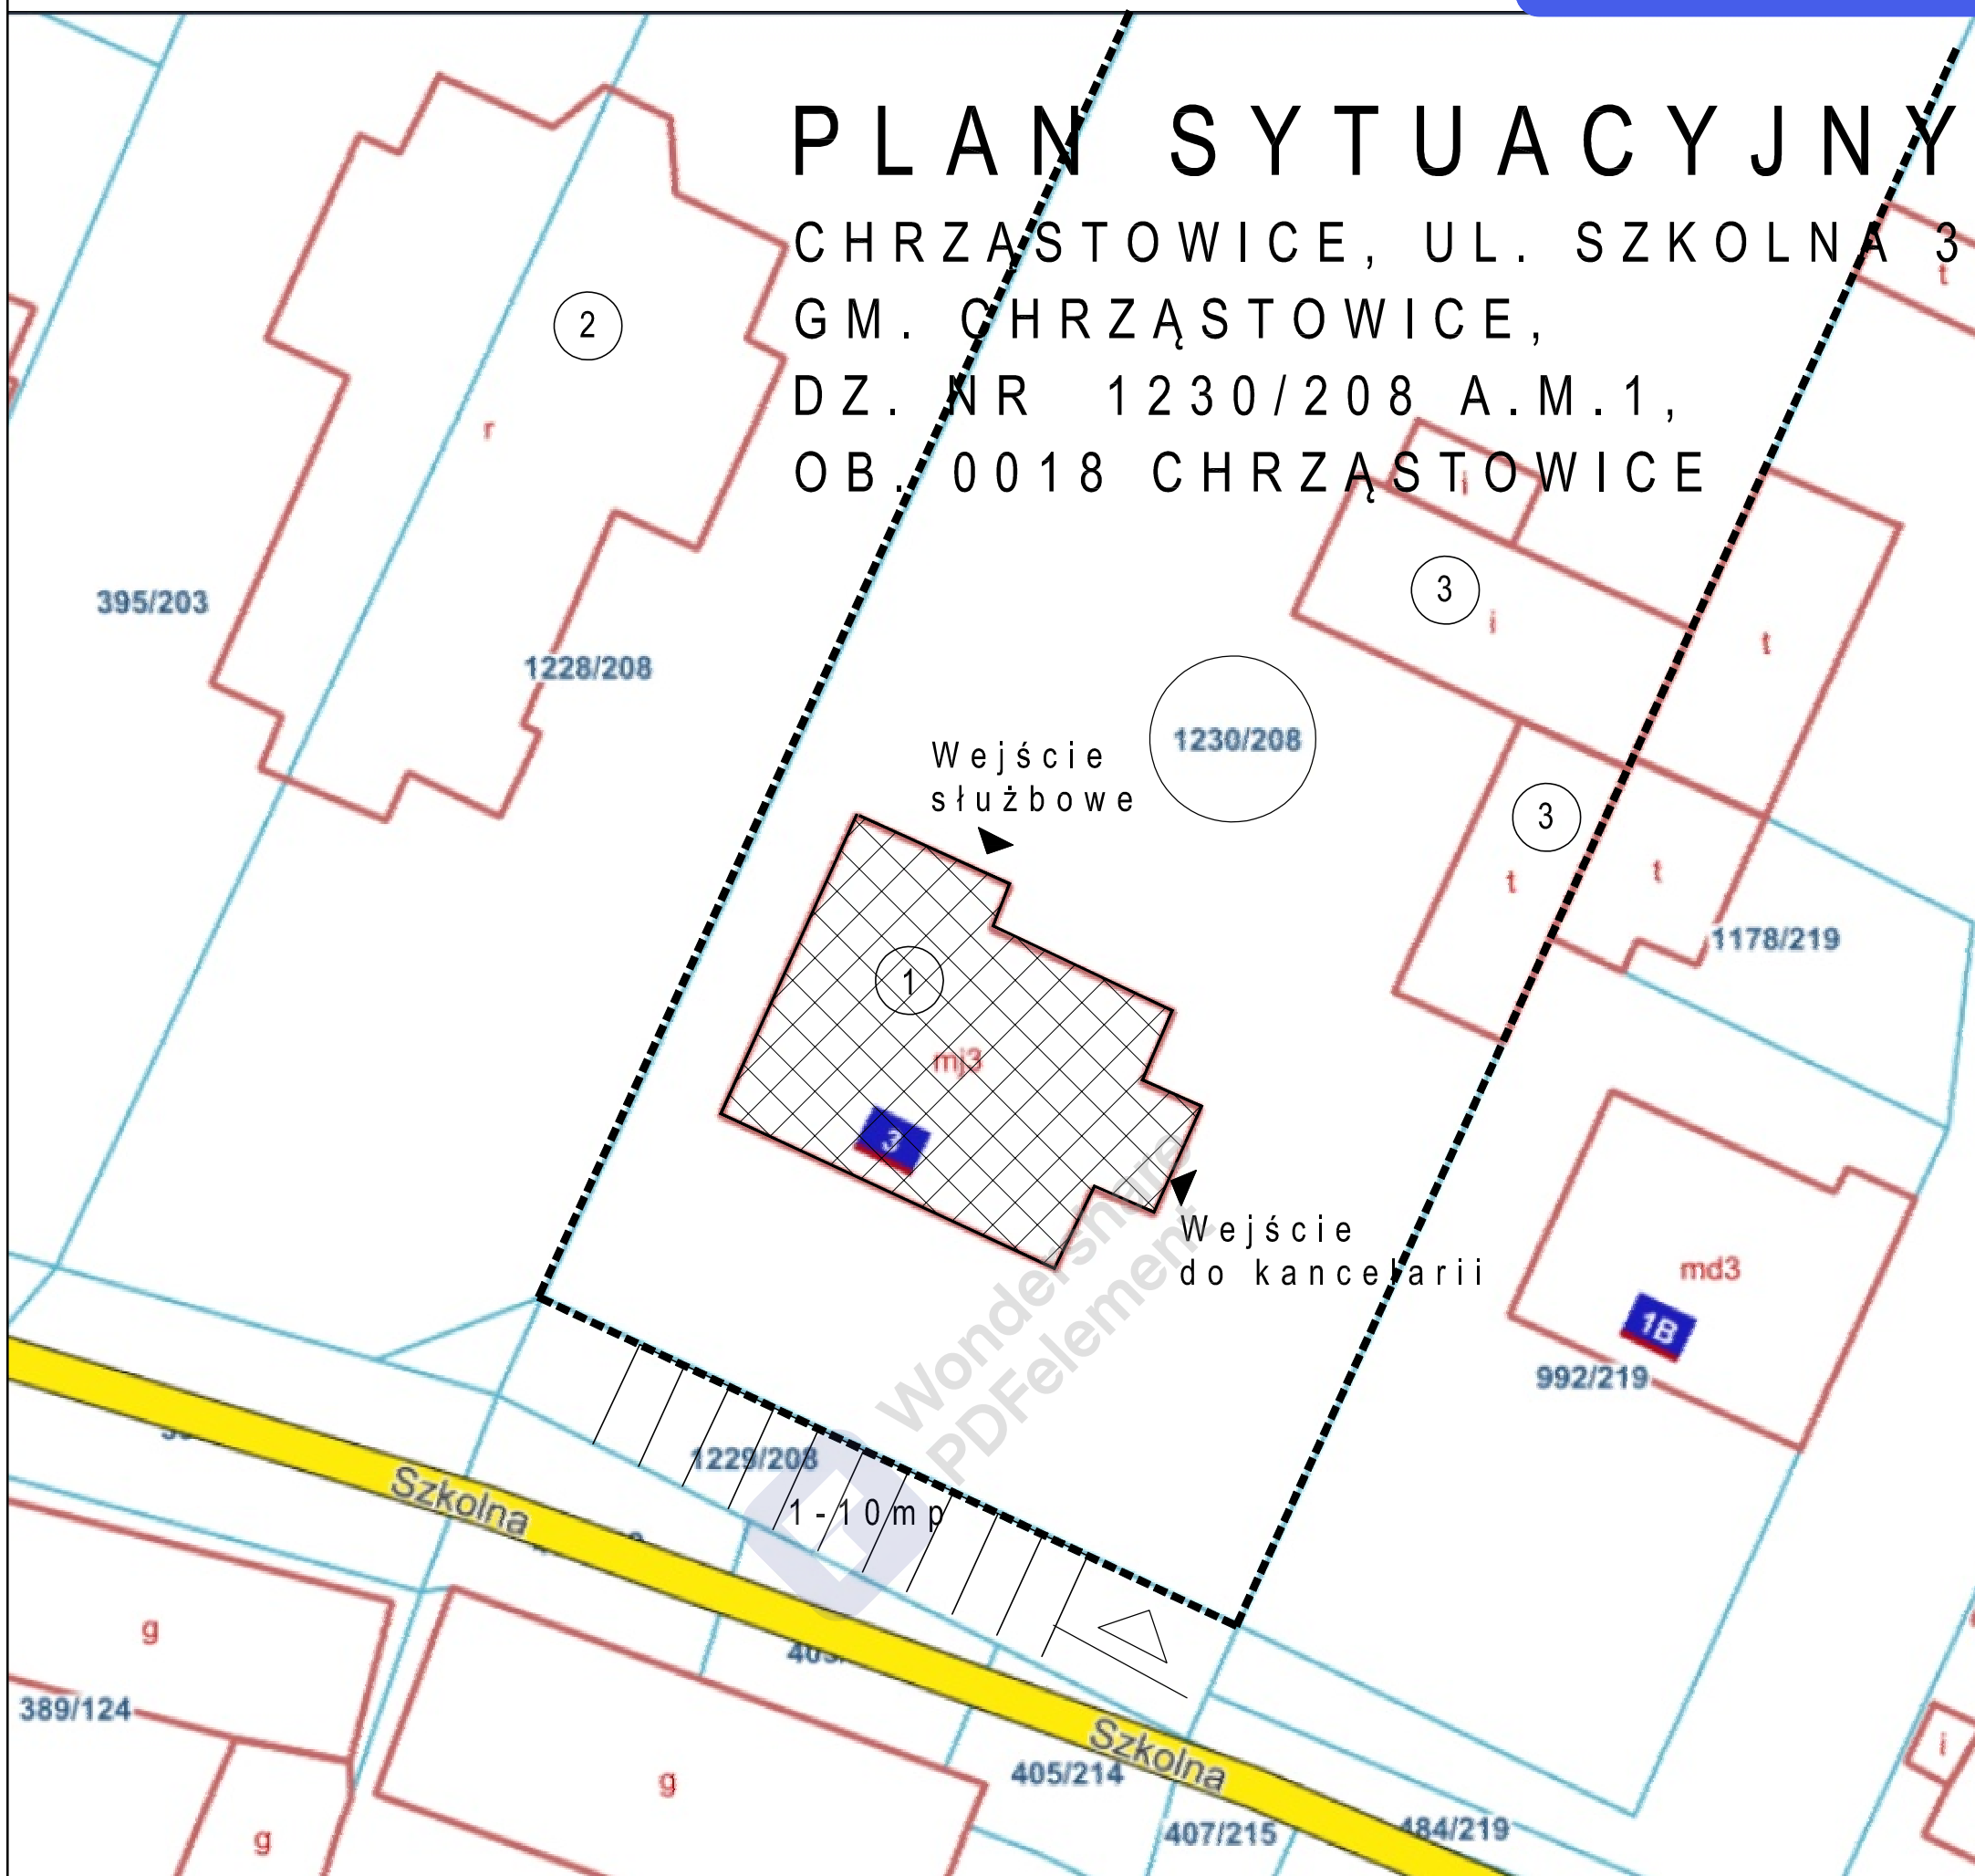 PLAN SYTUACYJNY
CHRZĄSTOWICE, UL. SZKOLNA 3
GM. CHRZĄSTOWICE,
DZ. NR 1230/208 A.M.1,
OB. 0018 CHRZĄSTOWICE
2
r
395/203
1228/208
t
i
3
i
t
1230/208
Wejście
służbowe
3
t
t
1178/219
1
mj3
3
Wejście
do kancelarii
md3
1B
992/219
1229/208
1-10mp
Wondershare
PDFelement
Szkolna
g
389/124
g
g
Szkolna
405/214
407/215
484/219
i